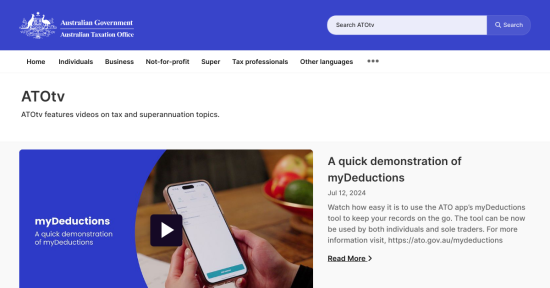 Australian Government
Australian Taxation Office
Search ATOtv
Search
Home Individuals Business Not-for-profit Super Tax professionals Other languages •••
ATOtv
ATOtv features videos on tax and superannuation topics.
myDeductions
A quick demonstration
of myDeductions
A quick demonstration of
myDeductions
Jul 12, 2024
Watch how easy it is to use the ATO app's myDeductions
tool to keep your records on the go. The tool can now
be used by both individuals and sole traders. For more
information visit, https://ato.gov.au/mydeductions
Read More